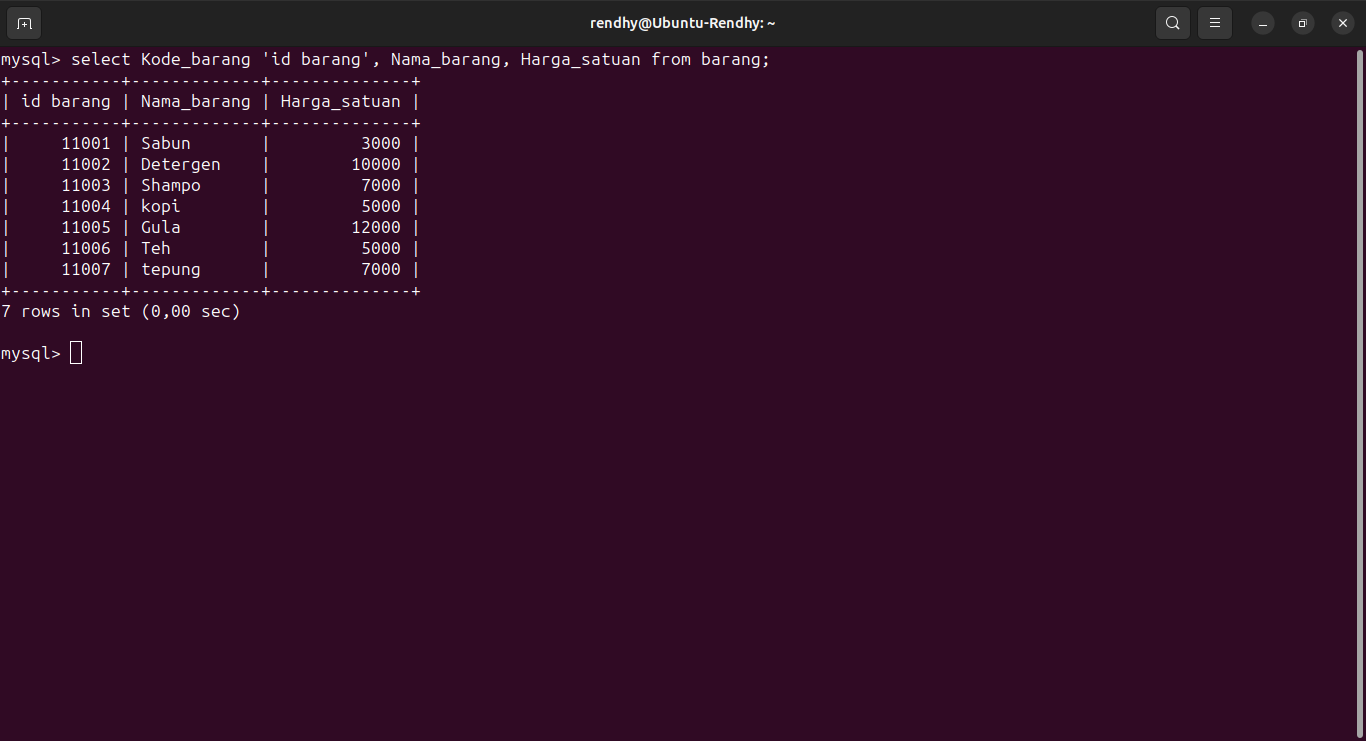 rendhy@Ubuntu-Rendhy: ~
mysql> select Kode_barang 'id barang', Nama_barang, Harga_satuan from barang;
+-----------+-------------+--------------+
| id barang | Nama_barang | Harga_satuan |
+-----------+-------------+--------------+
|     11001 | Sabun       |         3000 |
|     11002 | Detergen    |        10000 |
|     11003 | Shampo      |         7000 |
|     11004 | kopi        |         5000 |
|     11005 | Gula        |        12000 |
|     11006 | Teh         |         5000 |
|     11007 | tepung      |         7000 |
+-----------+-------------+--------------+
7 rows in set (0,00 sec)
mysql>